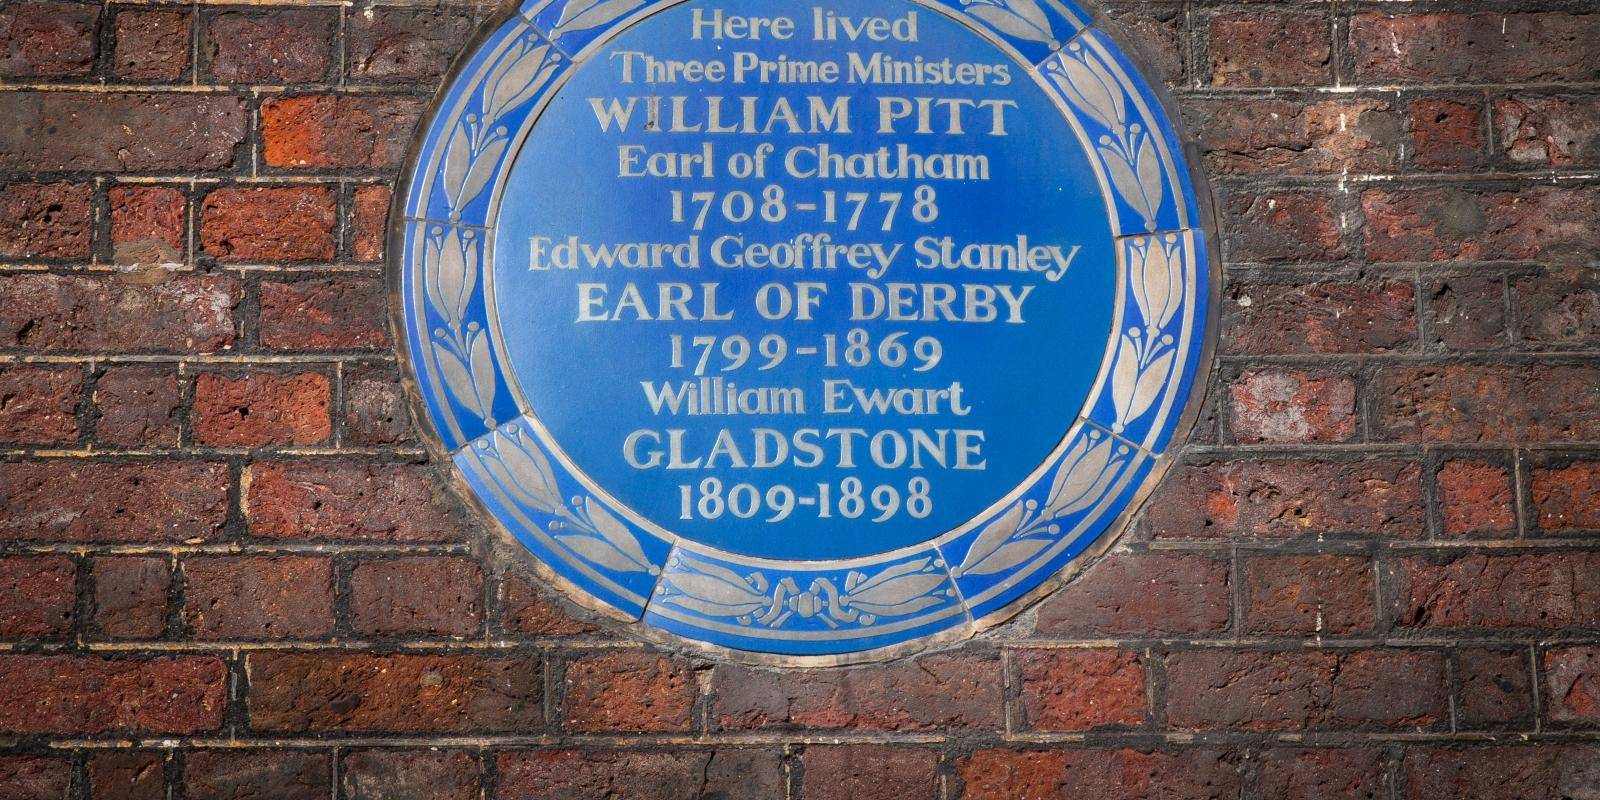 Here lived
Three Prime Ministers
WILLIAM PITT
Earl of Chatham
1708-1778
Edward Geoffrey Stanley
EARL OF DERBY
1799-1869
William Ewart
GLADSTONE
1809-1898